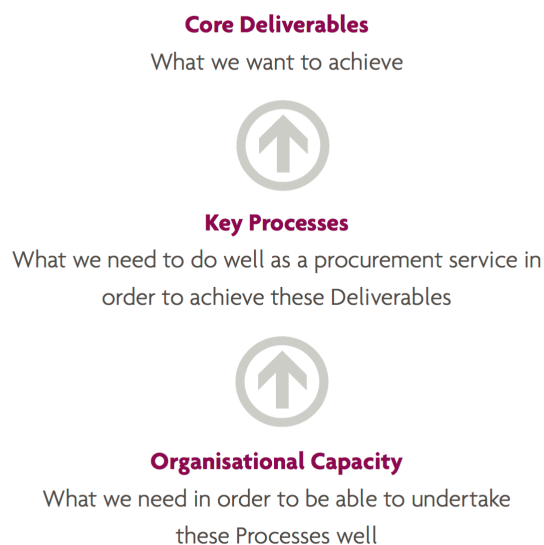 Core Deliverables
What we want to achieve
Key Processes
What we need to do well as a procurement service in
order to achieve these Deliverables
Organisational Capacity
What we need in order to be able to undertake
these Processes well